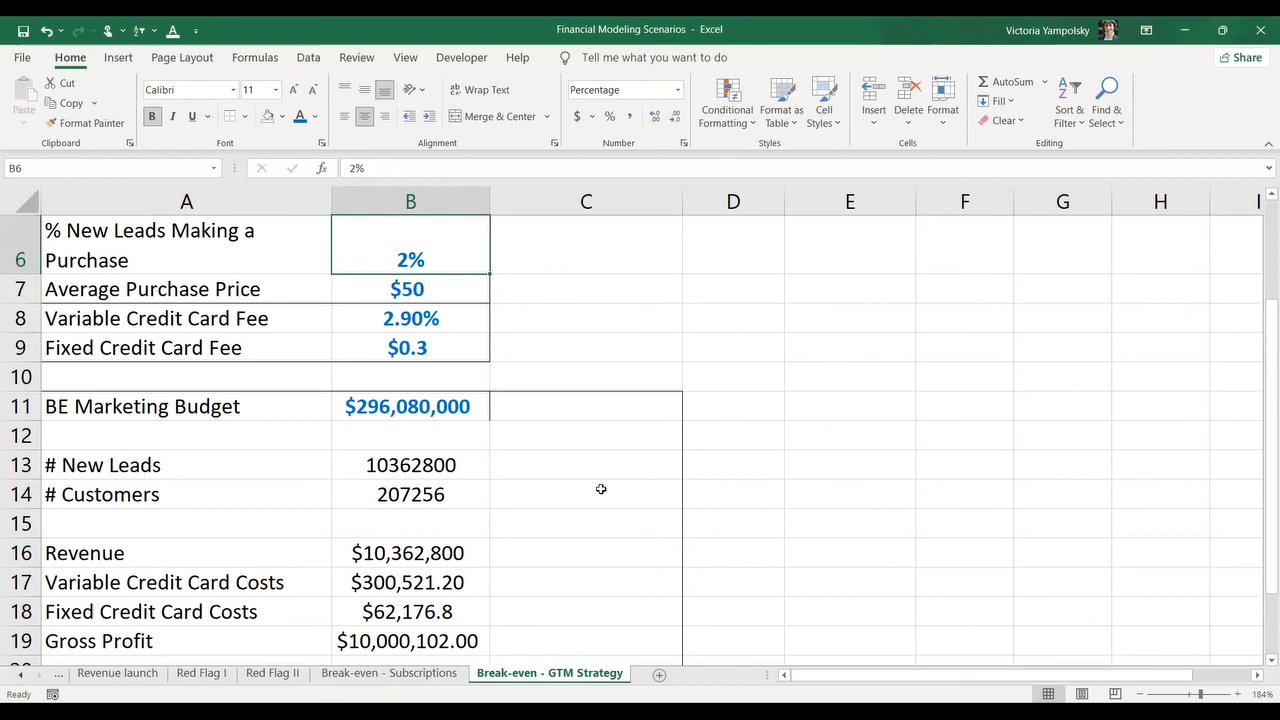 Financial Modeling Scenarios - Excel
Victoria Yampolsky
File Home Insert Page Layout Formulas Data Review View Developer Help Tell me what you want to do Share
Paste
Cut
Copy
Format Painter
Clipboard
Calibri 11
B I U
Font
Wrap Text
Merge & Center
Alignment
Percentage
$ % ,
Number
Conditional Formatting
Format as Table
Cell Styles
Styles
Insert Delete Format
Cells
AutoSum
Fill
Clear
Sort & Filter
Find & Select
Editing
B6 fx 2%
A B C D E F G H I
6 % New Leads Making a
Purchase 2%
7 Average Purchase Price $50
8 Variable Credit Card Fee 2.90%
9 Fixed Credit Card Fee $0.3
10
11 BE Marketing Budget $296,080,000
12
13 # New Leads 10362800
14 # Customers 207256
15
16 Revenue $10,362,800
17 Variable Credit Card Costs $300,521.20
18 Fixed Credit Card Costs $62,176.8
19 Gross Profit $10,000,102.00
... Revenue launch Red Flag I Red Flag II Break-even - Subscriptions Break-even - GTM Strategy
Ready 184%